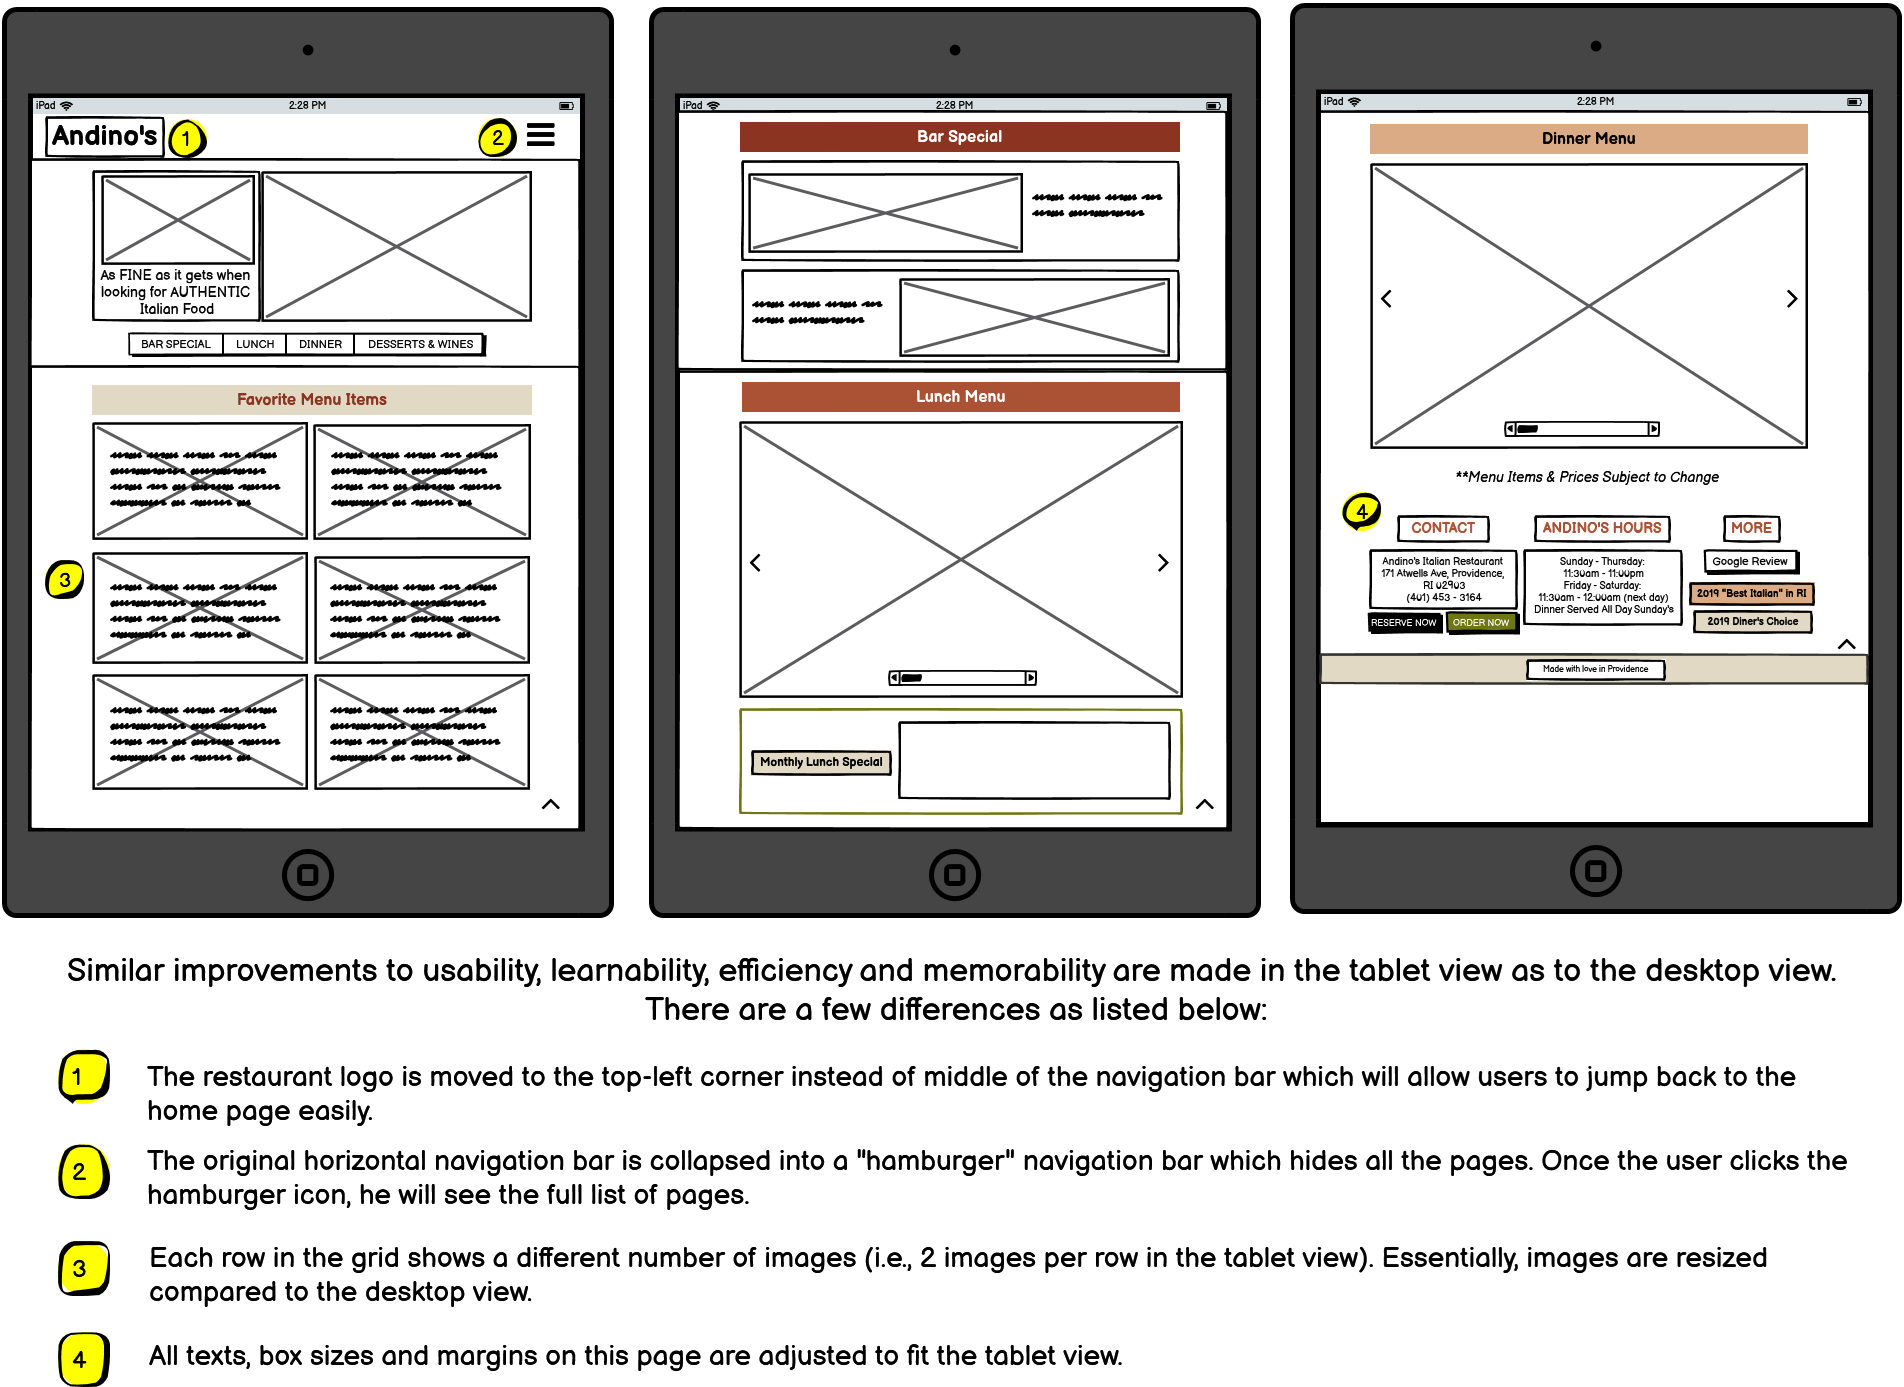 iPad
2:28 PM
Andino's
1
2
As FINE as it gets when
looking for AUTHENTIC
Italian Food
BAR SPECIAL
LUNCH
DINNER
DESSERTS & WINES
Favorite Menu Items
3
iPad
2:28 PM
Bar Special
Lunch Menu
Monthly Lunch Special
iPad
2:28 PM
Dinner Menu
**Menu Items & Prices Subject to Change
4
CONTACT
Andino's Italian Restaurant
171 Atwells Ave, Providence,
RI 02903
(401) 453 - 3164
RESERVE NOW
ORDER NOW
ANDINO'S HOURS
Sunday - Thursday:
11:30am - 11:00pm
Friday - Saturday:
11:30am - 12:00am (next day)
Dinner Served All Day Sunday's
MORE
Google Review
2019 "Best Italian" in RI
2019 Diner's Choice
Made with love in Providence
Similar improvements to usability, learnability, efficiency and memorability are made in the tablet view as to the desktop view.
There are a few differences as listed below:
1
The restaurant logo is moved to the top-left corner instead of middle of the navigation bar which will allow users to jump back to the
home page easily.
2
The original horizontal navigation bar is collapsed into a "hamburger" navigation bar which hides all the pages. Once the user clicks the
hamburger icon, he will see the full list of pages.
3
Each row in the grid shows a different number of images (i.e., 2 images per row in the tablet view). Essentially, images are resized
compared to the desktop view.
4
All texts, box sizes and margins on this page are adjusted to fit the tablet view.